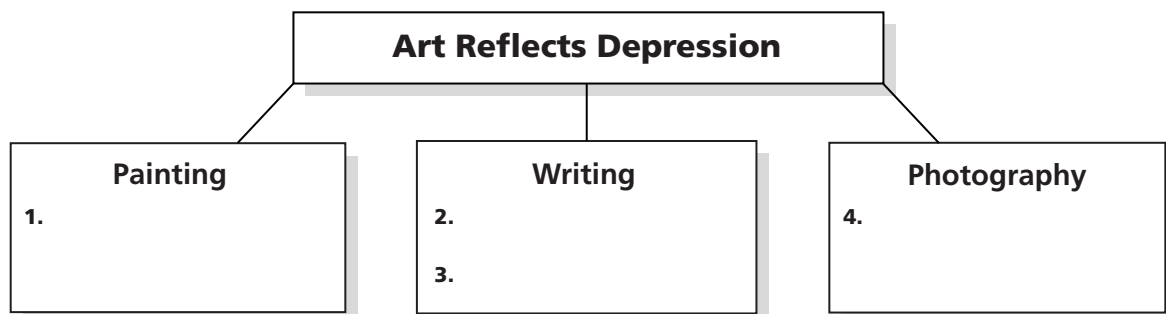 Art Reflects Depression
Painting
1.
Writing
2.
3.
Photography
4.